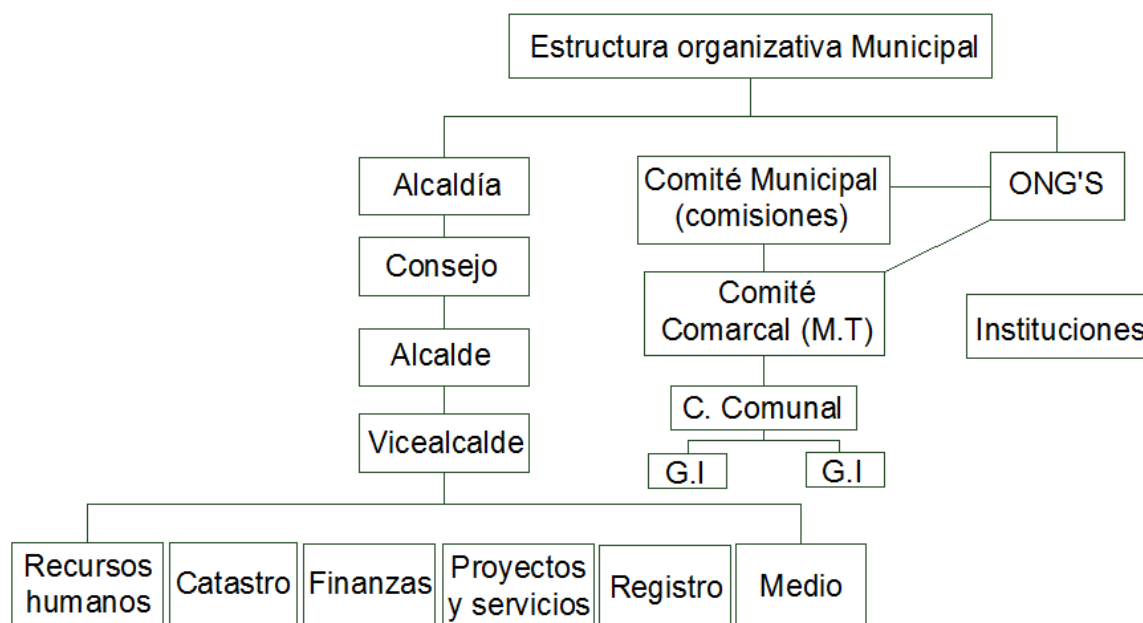 Estructura organizativa Municipal
Alcaldía
Comité Municipal
(comisiones)
ONG'S
Consejo
Comité
Comarcal (M.T)
Instituciones
Alcalde
C. Comunal
Vicealcalde
G.I
G.I
Recursos
humanos
Catastro
Finanzas
Proyectos
y servicios
Registro
Medio